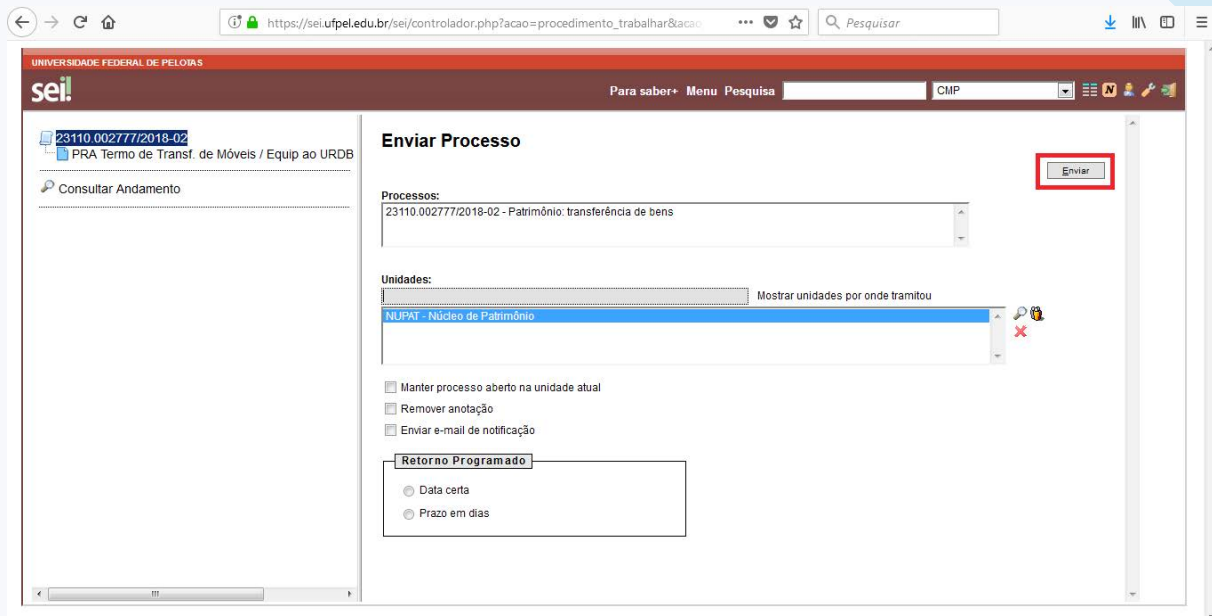 https://sei.ufpel.edu.br/sei/controlador.php?acao=procedimento_trabalhar&acao
Pesquisar
UNIVERSIDADE FEDERAL DE PELOTAS
sei!
Para saber+ Menu Pesquisa
CMP
N
23110.002777/2018-02
PRA Termo de Transf. de Móveis / Equip ao URDB
Consultar Andamento
Enviar Processo
Enviar
Processos:
23110.002777/2018-02 - Patrimônio: transferência de bens
Unidades:
Mostrar unidades por onde tramitou
NUPAT - Núcleo de Patrimônio
Manter processo aberto na unidade atual
Remover anotação
Enviar e-mail de notificação
Retorno Programado
Data certa
Prazo em dias